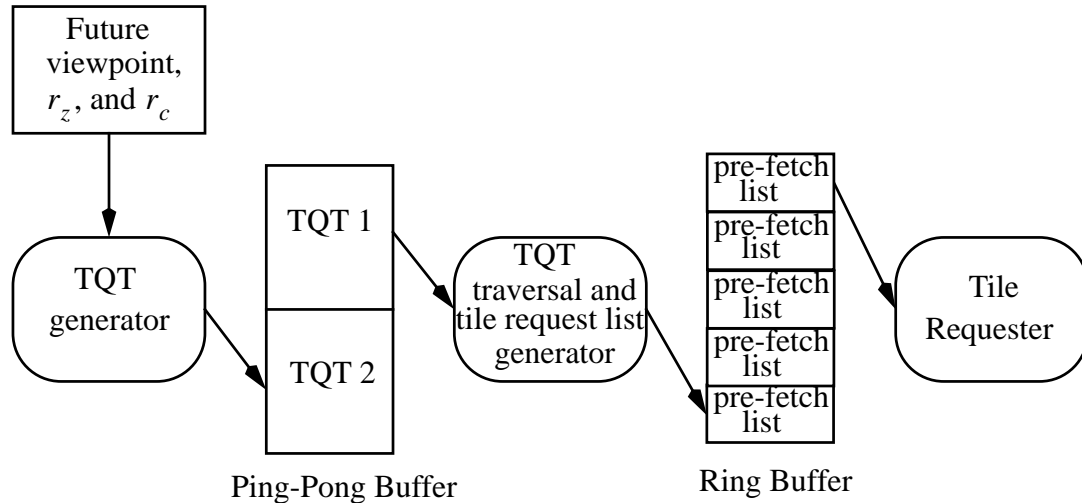 Future
viewpoint,
r_z, and r_c
TQT
generator
TQT 1
TQT 2
Ping-Pong Buffer
TQT
traversal and
tile request list
generator
pre-fetch
list
pre-fetch
list
pre-fetch
list
pre-fetch
list
pre-fetch
list
Ring Buffer
Tile
Requester